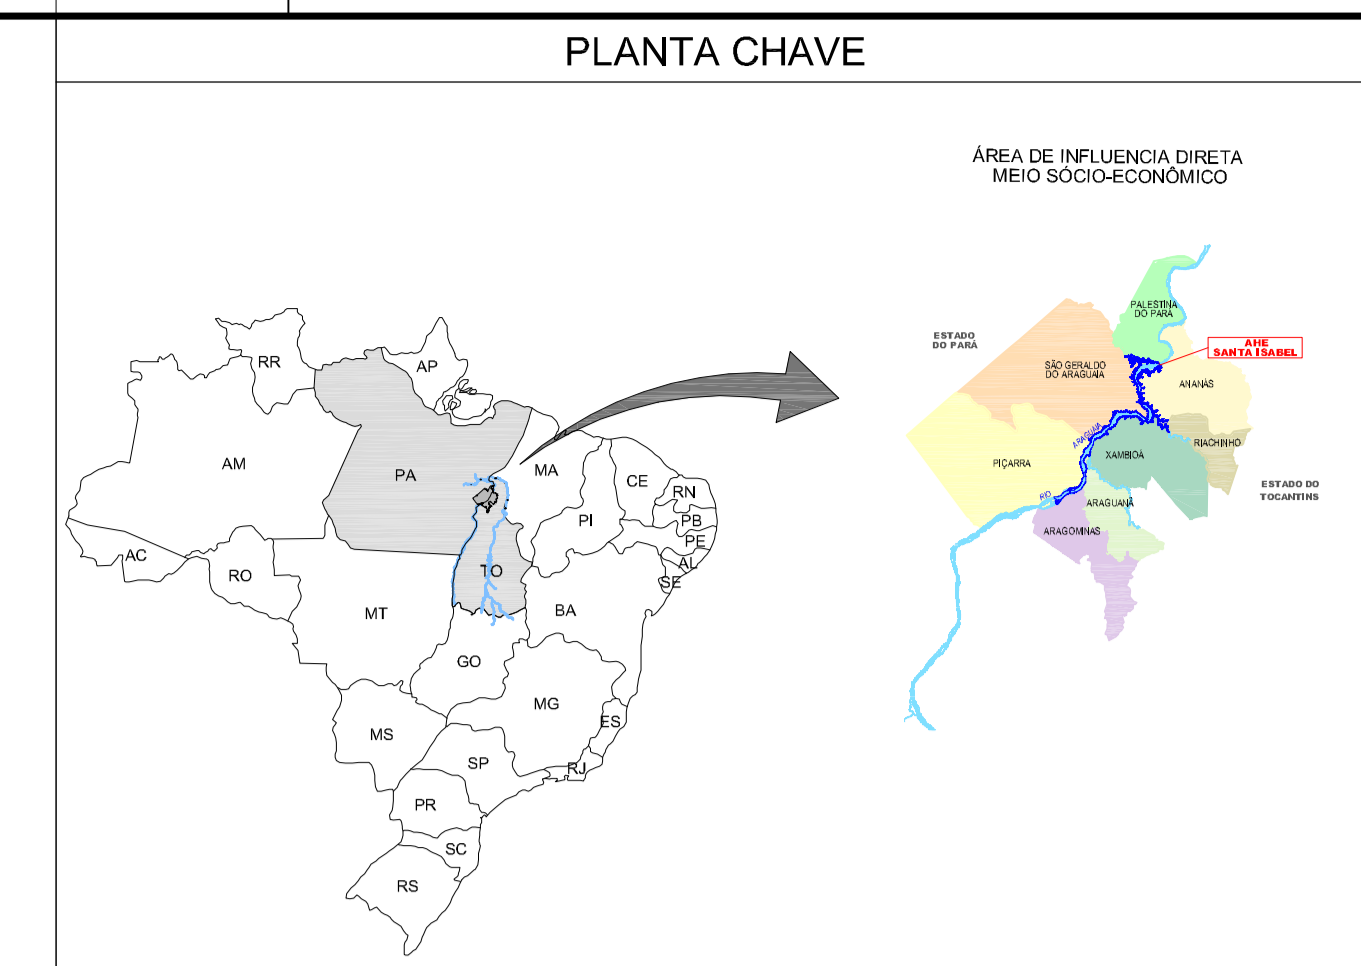 PLANTA CHAVE
ÁREA DE INFLUENCIA DIRETA
MEIO SÓCIO-ECONÔMICO
RR
AP
AM
PA
MA
CE
RN
PB
PE
AL
SE
PI
AC
RO
TO
MT
BA
GO
MG
ES
MS
SP
RJ
PR
SC
RS
PALESTINA
DO PARÁ
ESTADO
DO PARÁ
AHE
SANTA ISABEL
SÃO GERALDO
DO ARAGUAIA
ANANÁS
ARAGUAIA
RIACHINHO
XAMBIOÁ
PIÇARRA
ESTADO DO
TOCANTINS
RIO
ARAGUANÃ
ARAGOMINAS